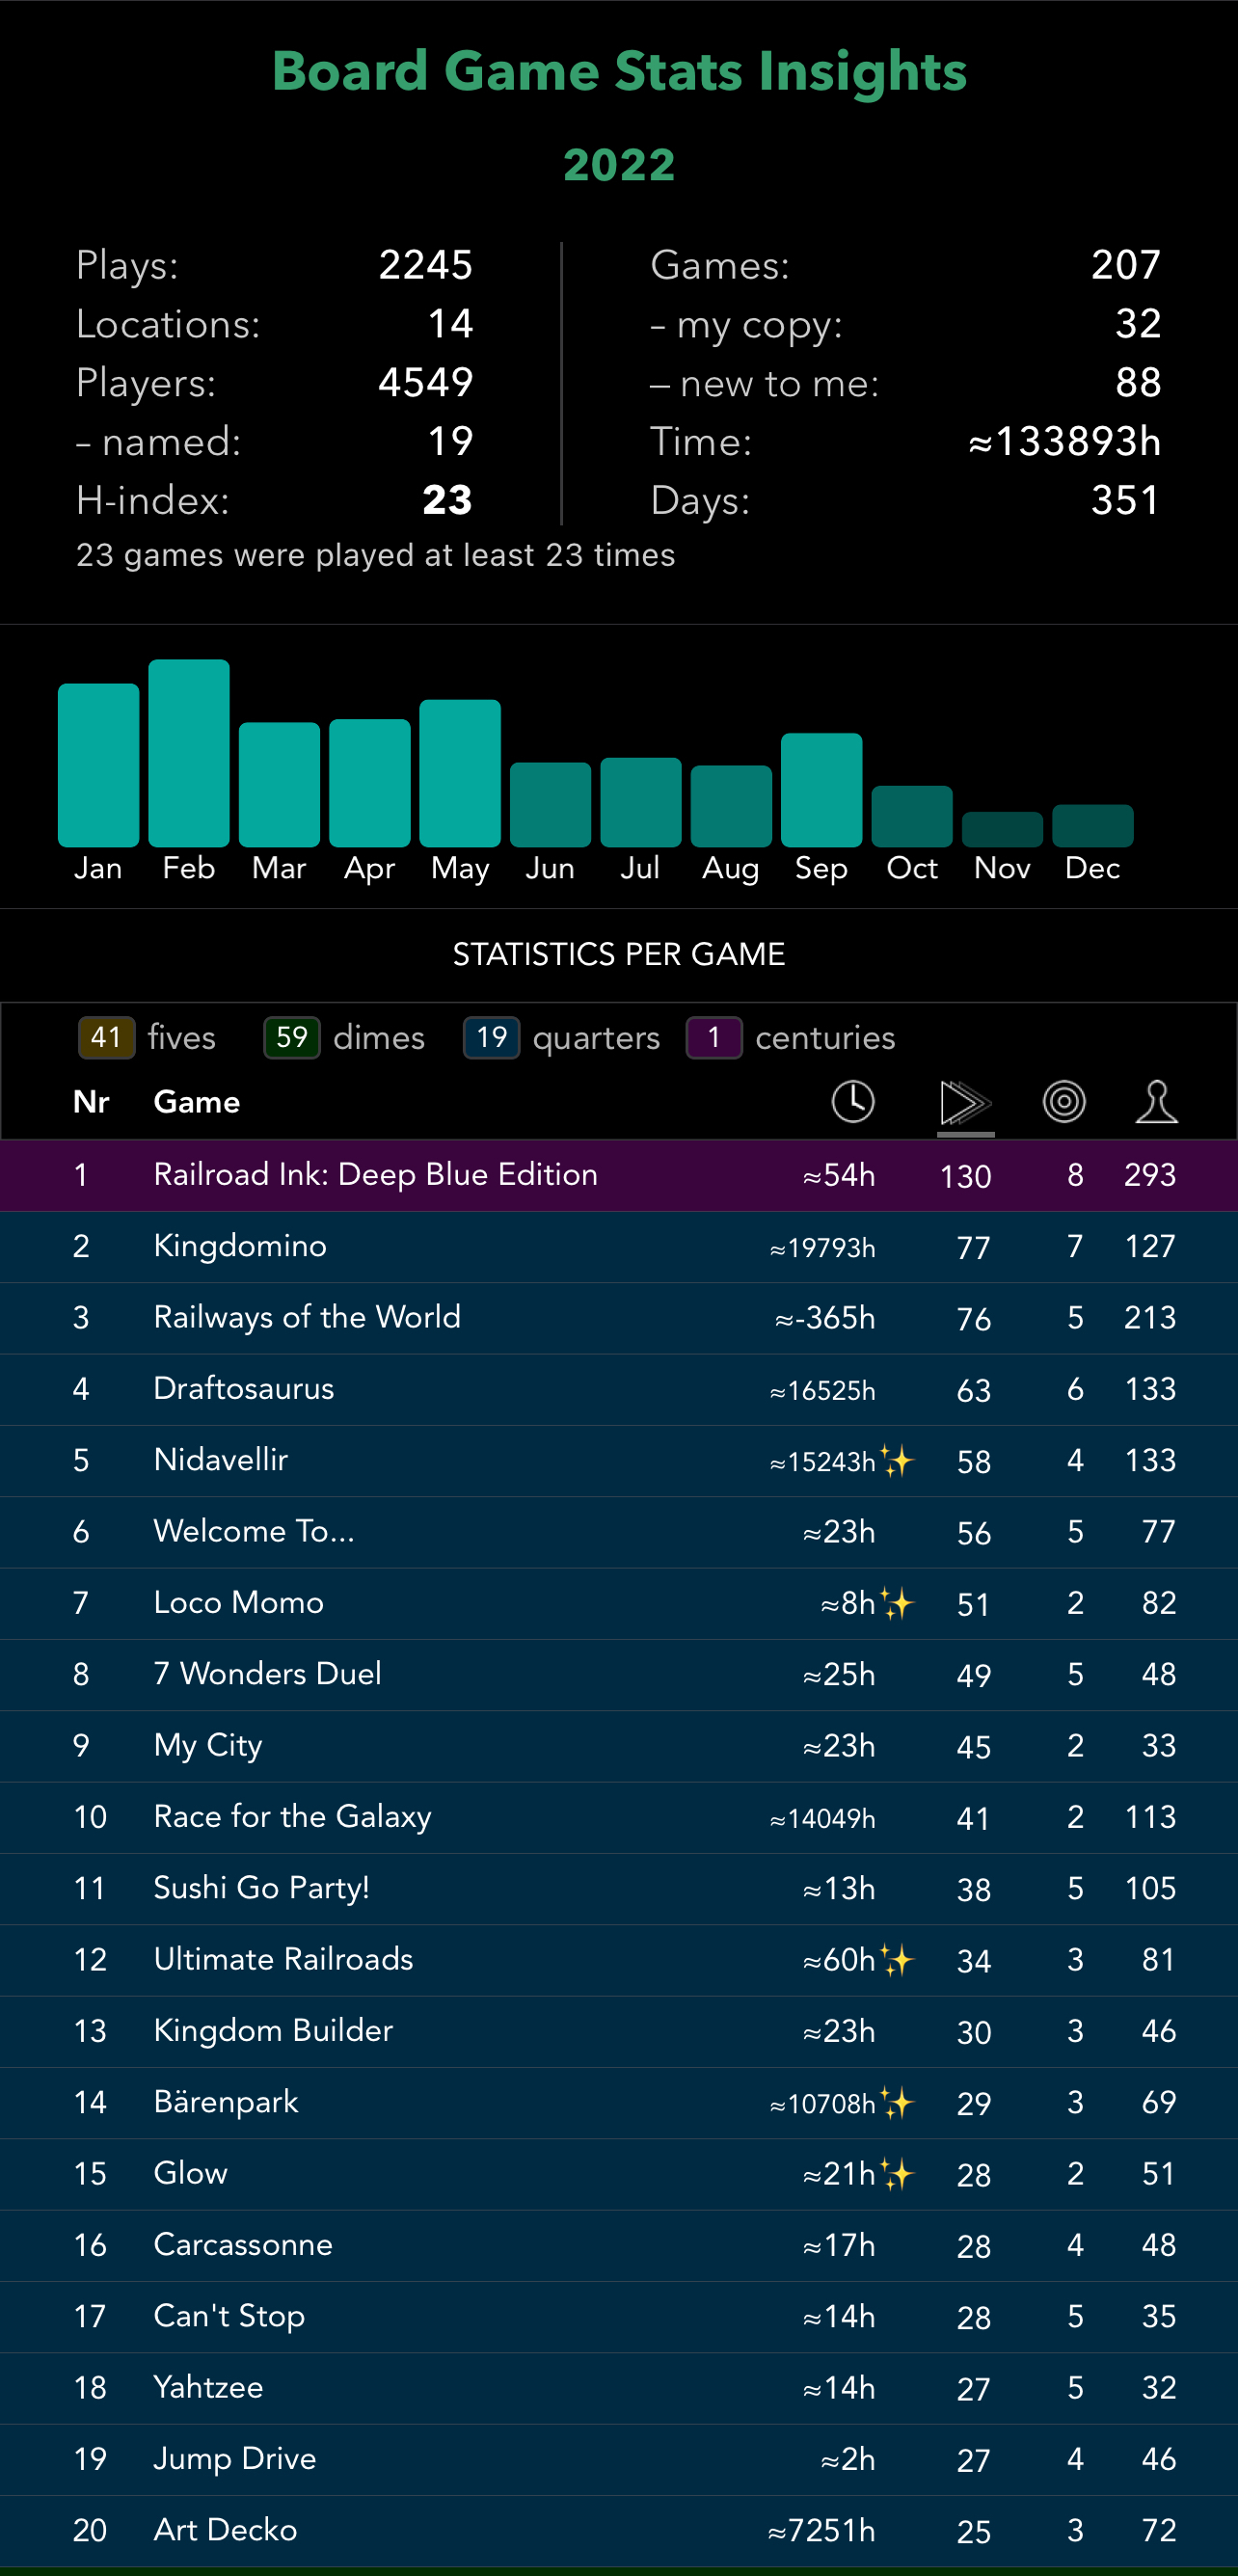 Board Game Stats Insights
2022
Plays: 2245 Games: 207
Locations: 14 - my copy: 32
Players: 4549 – new to me: 88
- named: 19 Time: ≈133893h
H-index: 23 Days: 351
23 games were played at least 23 times
Jan Feb Mar Apr May Jun Jul Aug Sep Oct Nov Dec
STATISTICS PER GAME
41 fives 59 dimes 19 quarters 1 centuries
Nr Game
1 Railroad Ink: Deep Blue Edition ≈54h 130 8 293
2 Kingdomino ≈19793h 77 7 127
3 Railways of the World ≈-365h 76 5 213
4 Draftosaurus ≈16525h 63 6 133
5 Nidavellir ≈15243h✨ 58 4 133
6 Welcome To... ≈23h 56 5 77
7 Loco Momo ≈8h✨ 51 2 82
8 7 Wonders Duel ≈25h 49 5 48
9 My City ≈23h 45 2 33
10 Race for the Galaxy ≈14049h 41 2 113
11 Sushi Go Party! ≈13h 38 5 105
12 Ultimate Railroads ≈60h✨ 34 3 81
13 Kingdom Builder ≈23h 30 3 46
14 Bärenpark ≈10708h✨ 29 3 69
15 Glow ≈21h✨ 28 2 51
16 Carcassonne ≈17h 28 4 48
17 Can't Stop ≈14h 28 5 35
18 Yahtzee ≈14h 27 5 32
19 Jump Drive ≈2h 27 4 46
20 Art Decko ≈7251h 25 3 72